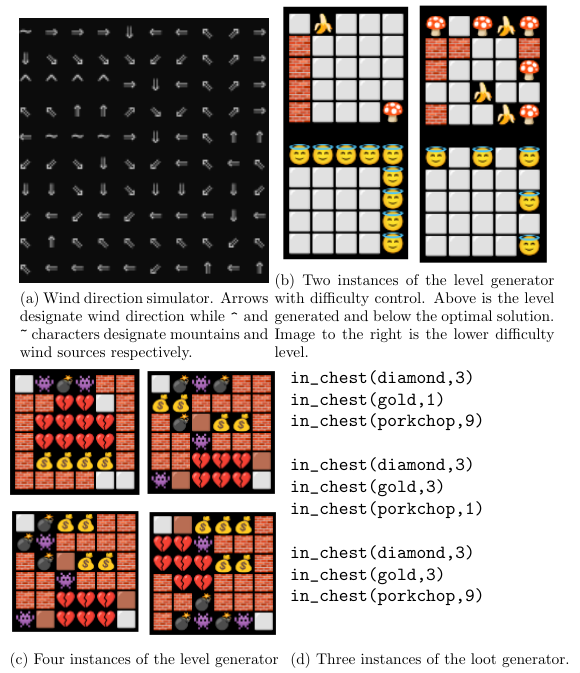 (a) Wind direction simulator. Arrows
designate wind direction while ^ and
~ characters designate mountains and
wind sources respectively.
(b) Two instances of the level generator
with difficulty control. Above is the level
generated and below the optimal solution.
Image to the right is the lower difficulty
level.
in_chest(diamond,3)
in_chest(gold,1)
in_chest(porkchop,9)
in_chest(diamond,3)
in_chest(gold,3)
in_chest(porkchop,1)
in_chest(diamond,3)
in_chest(gold,3)
in_chest(porkchop,9)
(c) Four instances of the level generator
(d) Three instances of the loot generator.